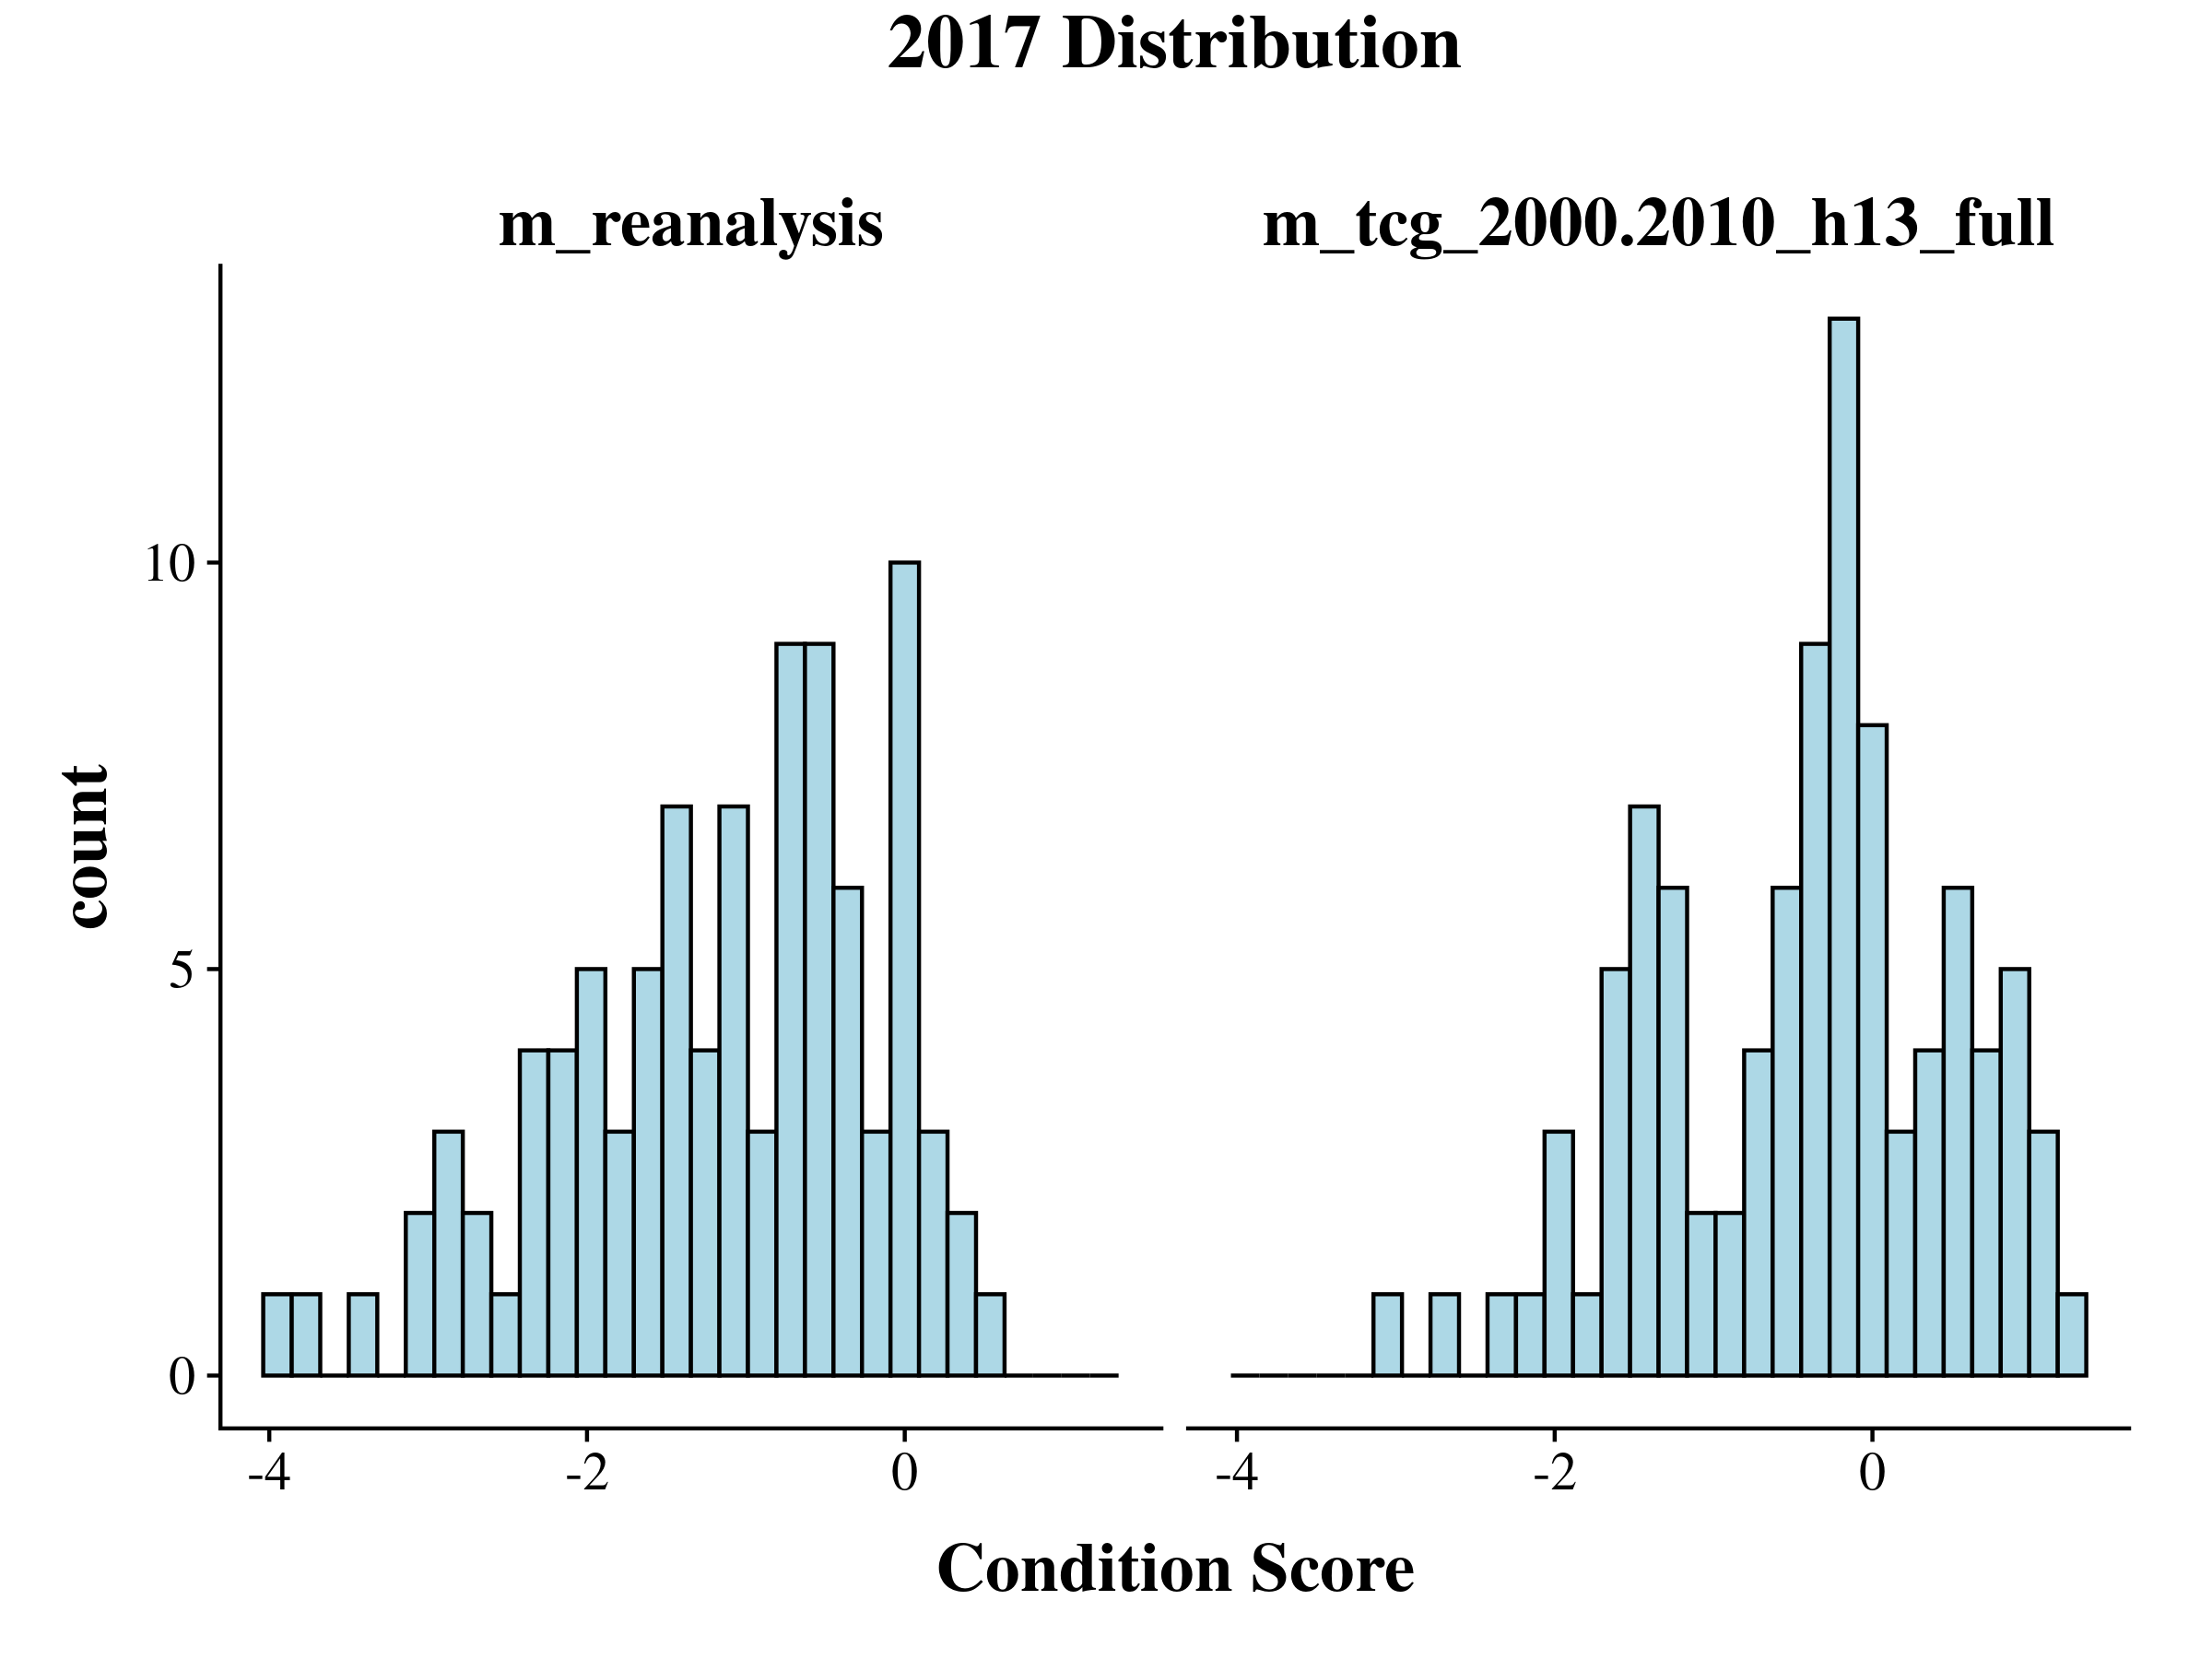 2017 Distribution
m_reanalysis m_tcg_2000.2010_h13_full
10
5
0
count
-4 -2 0 -4 -2 0
Condition Score